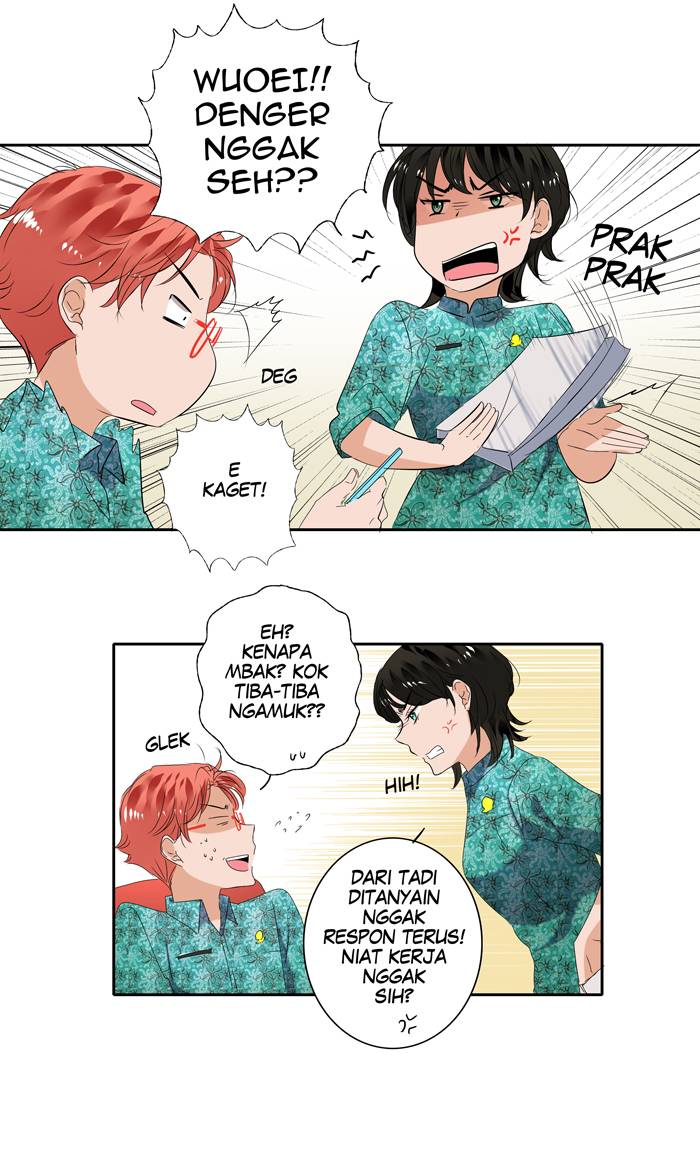 WUOEI!!
DENGER
NGGAK
SEH??
PRAK
PRAK
DEG
E
KAGET!
EH?
KENAPA
MBAK? KOK
TIBA-TIBA
NGAMUK??
GLEK
HIH!
DARI TADI
DITANYAIN
NGGAK
RESPON TERUS!
NIAT KERJA
NGGAK
SIH?